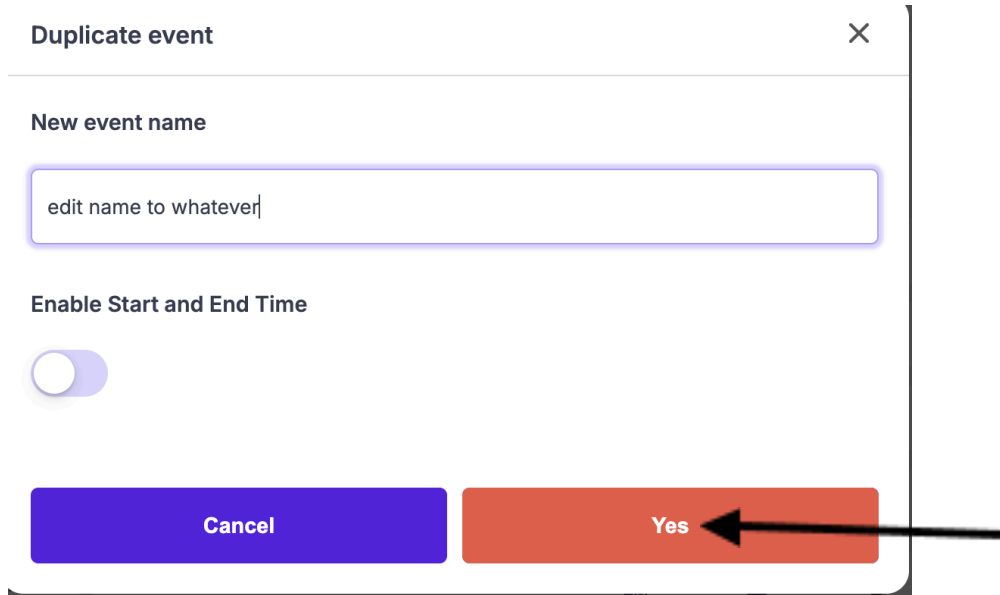 Duplicate event
New event name
edit name to whatever
Enable Start and End Time
Cancel
Yes